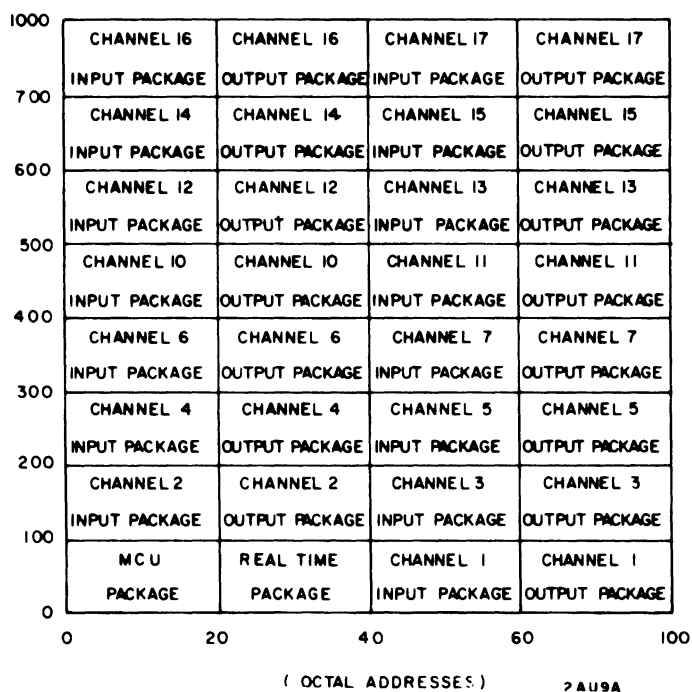 1000
CHANNEL 16 CHANNEL 16 CHANNEL 17 CHANNEL 17
INPUT PACKAGE OUTPUT PACKAGE INPUT PACKAGE OUTPUT PACKAGE
700
CHANNEL 14 CHANNEL 14 CHANNEL 15 CHANNEL 15
INPUT PACKAGE OUTPUT PACKAGE INPUT PACKAGE OUTPUT PACKAGE
600
CHANNEL 12 CHANNEL 12 CHANNEL 13 CHANNEL 13
INPUT PACKAGE OUTPUT PACKAGE INPUT PACKAGE OUTPUT PACKAGE
500
CHANNEL 10 CHANNEL 10 CHANNEL 11 CHANNEL 11
INPUT PACKAGE OUTPUT PACKAGE INPUT PACKAGE OUTPUT PACKAGE
400
CHANNEL 6 CHANNEL 6 CHANNEL 7 CHANNEL 7
INPUT PACKAGE OUTPUT PACKAGE INPUT PACKAGE OUTPUT PACKAGE
300
CHANNEL 4 CHANNEL 4 CHANNEL 5 CHANNEL 5
INPUT PACKAGE OUTPUT PACKAGE INPUT PACKAGE OUTPUT PACKAGE
200
CHANNEL 2 CHANNEL 2 CHANNEL 3 CHANNEL 3
INPUT PACKAGE OUTPUT PACKAGE INPUT PACKAGE OUTPUT PACKAGE
100
MCU REAL TIME CHANNEL 1 CHANNEL 1
PACKAGE PACKAGE INPUT PACKAGE OUTPUT PACKAGE
0
0 20 40 60 100
( OCTAL ADDRESSES ) 2AU9A